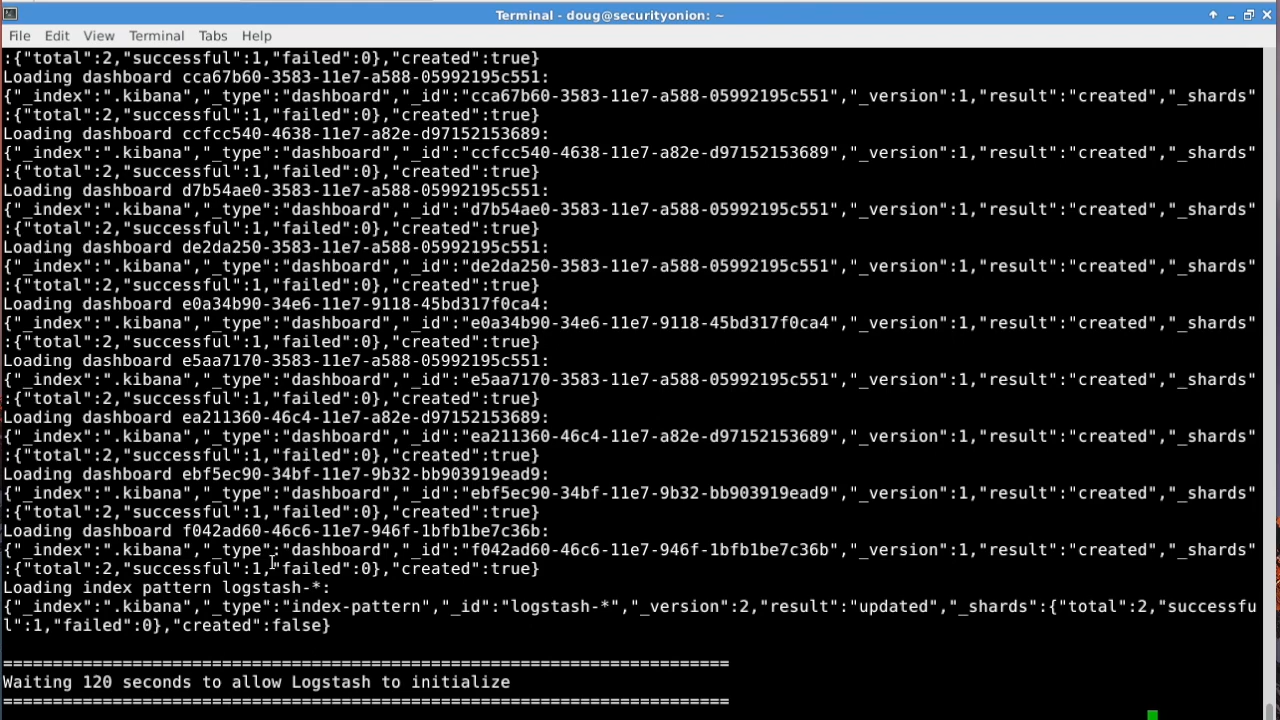 Terminal - doug@securityonion: ~
File Edit View Terminal Tabs Help
:{"total":2,"successful":1,"failed":0},"created":true}
Loading dashboard cca67b60-3583-11e7-a588-05992195c551:
{"_index":".kibana","_type":"dashboard","_id":"cca67b60-3583-11e7-a588-05992195c551","_version":1,"result":"created","_shards"
:{"total":2,"successful":1,"failed":0},"created":true}
Loading dashboard ccfcc540-4638-11e7-a82e-d97152153689:
{"_index":".kibana","_type":"dashboard","_id":"ccfcc540-4638-11e7-a82e-d97152153689","_version":1,"result":"created","_shards"
:{"total":2,"successful":1,"failed":0},"created":true}
Loading dashboard d7b54ae0-3583-11e7-a588-05992195c551:
{"_index":".kibana","_type":"dashboard","_id":"d7b54ae0-3583-11e7-a588-05992195c551","_version":1,"result":"created","_shards"
:{"total":2,"successful":1,"failed":0},"created":true}
Loading dashboard de2da250-3583-11e7-a588-05992195c551:
{"_index":".kibana","_type":"dashboard","_id":"de2da250-3583-11e7-a588-05992195c551","_version":1,"result":"created","_shards"
:{"total":2,"successful":1,"failed":0},"created":true}
Loading dashboard e0a34b90-34e6-11e7-9118-45bd317f0ca4:
{"_index":".kibana","_type":"dashboard","_id":"e0a34b90-34e6-11e7-9118-45bd317f0ca4","_version":1,"result":"created","_shards"
:{"total":2,"successful":1,"failed":0},"created":true}
Loading dashboard e5aa7170-3583-11e7-a588-05992195c551:
{"_index":".kibana","_type":"dashboard","_id":"e5aa7170-3583-11e7-a588-05992195c551","_version":1,"result":"created","_shards"
:{"total":2,"successful":1,"failed":0},"created":true}
Loading dashboard ea211360-46c4-11e7-a82e-d97152153689:
{"_index":".kibana","_type":"dashboard","_id":"ea211360-46c4-11e7-a82e-d97152153689","_version":1,"result":"created","_shards"
:{"total":2,"successful":1,"failed":0},"created":true}
Loading dashboard ebf5ec90-34bf-11e7-9b32-bb903919ead9:
{"_index":".kibana","_type":"dashboard","_id":"ebf5ec90-34bf-11e7-9b32-bb903919ead9","_version":1,"result":"created","_shards"
:{"total":2,"successful":1,"failed":0},"created":true}
Loading dashboard f042ad60-46c6-11e7-946f-1bfb1be7c36b:
{"_index":".kibana","_type":"dashboard","_id":"f042ad60-46c6-11e7-946f-1bfb1be7c36b","_version":1,"result":"created","_shards"
:{"total":2,"successful":1,"failed":0},"created":true}
Loading index pattern logstash-*:
{"_index":".kibana","_type":"index-pattern","_id":"logstash-*","_version":2,"result":"updated","_shards":{"total":2,"successfu
l":1,"failed":0},"created":false}
=========================================================================
Waiting 120 seconds to allow Logstash to initialize
=========================================================================